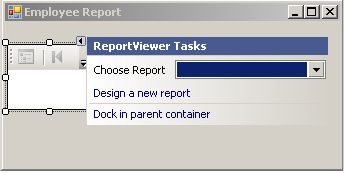 Employee Report
ReportViewer Tasks
Choose Report
Design a new report
Dock in parent container